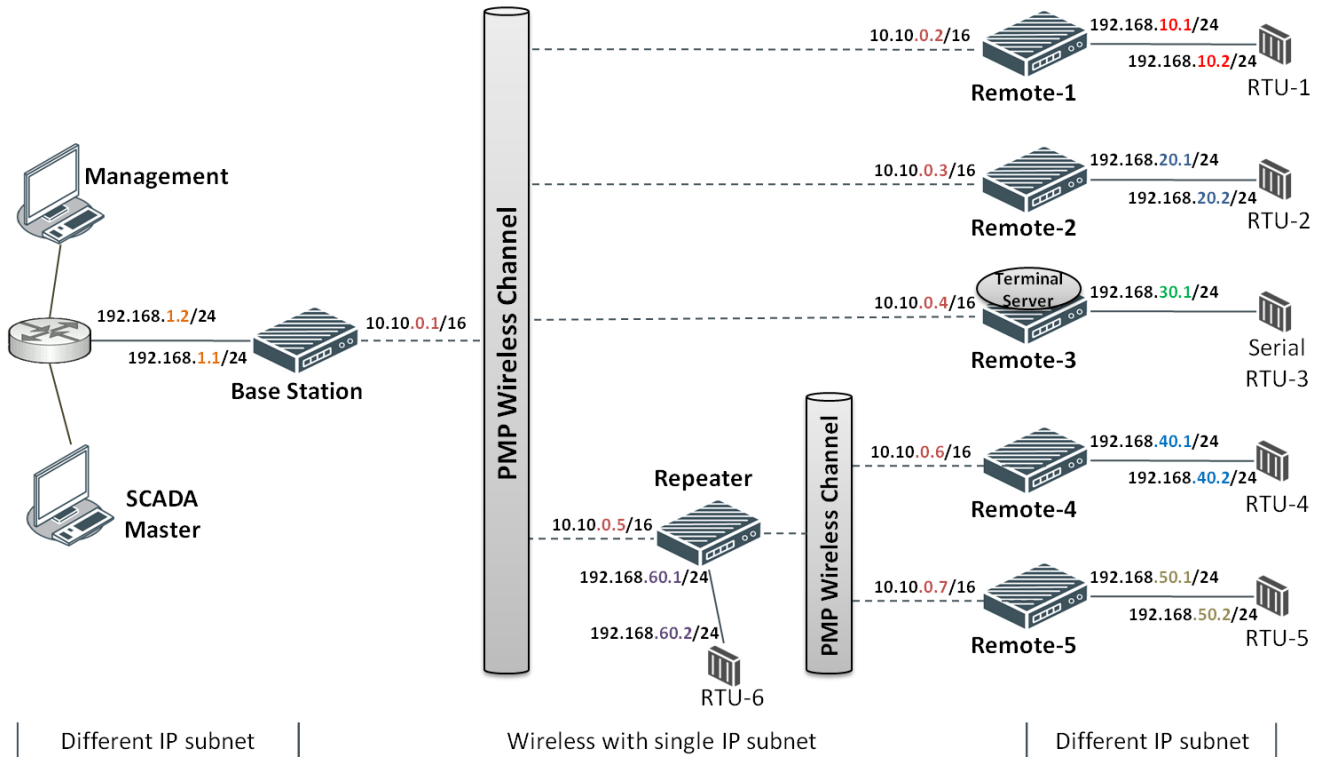 10.10.0.2/16
192.168.10.1/24
192.168.10.2/24
Remote-1
RTU-1
Management
10.10.0.3/16
192.168.20.1/24
192.168.20.2/24
Remote-2
RTU-2
PMP Wireless Channel
192.168.1.2/24
192.168.1.1/24
Base Station
10.10.0.1/16
10.10.0.4/16
Terminal
Server
192.168.30.1/24
Remote-3
Serial
RTU-3
SCADA
Master
Repeater
10.10.0.5/16
192.168.60.1/24
192.168.60.2/24
RTU-6
PMP Wireless Channel
10.10.0.6/16
192.168.40.1/24
192.168.40.2/24
Remote-4
RTU-4
10.10.0.7/16
192.168.50.1/24
192.168.50.2/24
Remote-5
RTU-5
Different IP subnet
Wireless with single IP subnet
Different IP subnet